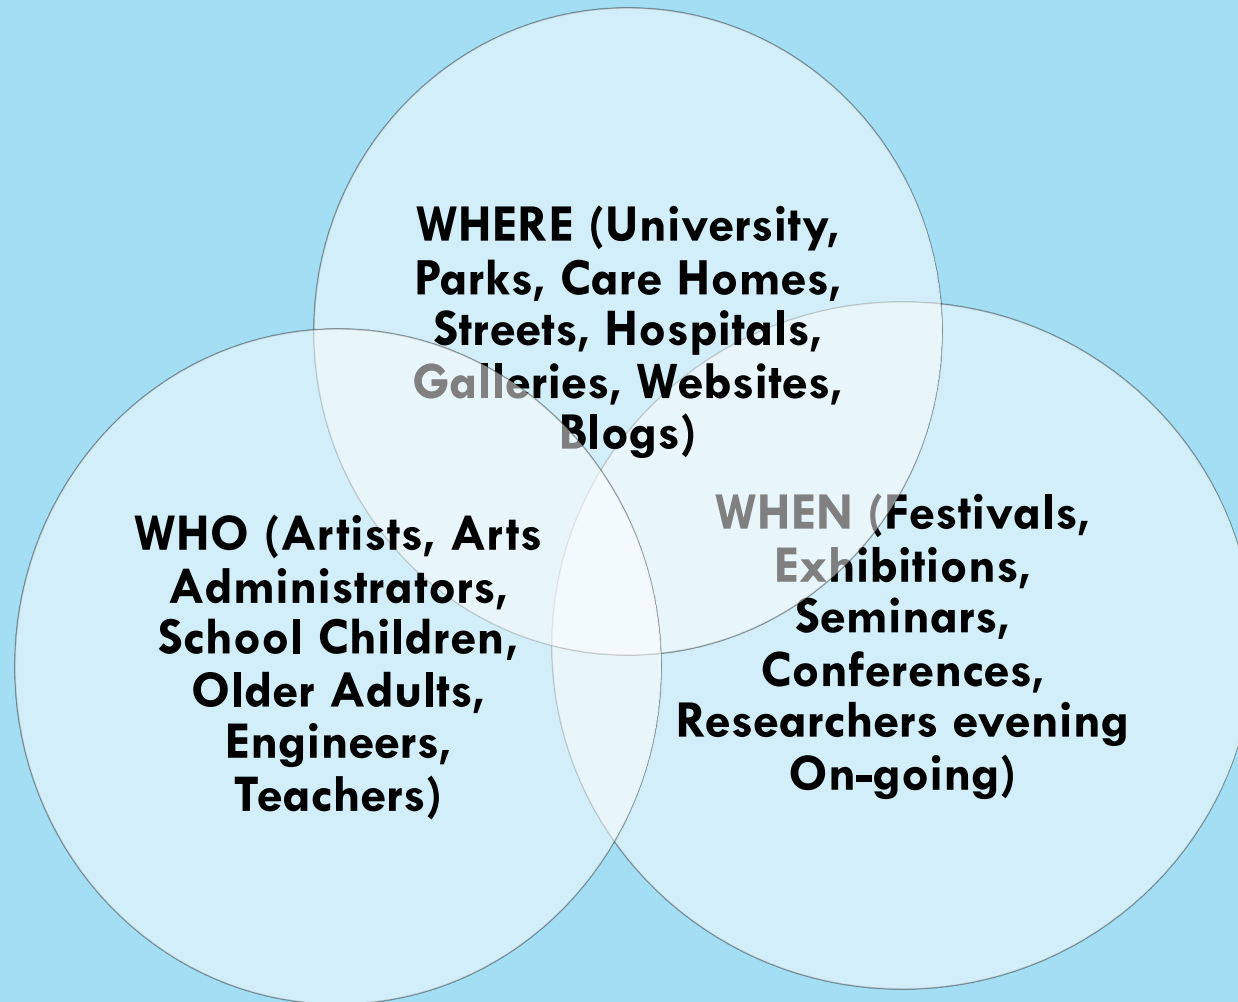 WHERE (University,
Parks, Care Homes,
Streets, Hospitals,
Galleries, Websites,
Blogs)
WHO (Artists, Arts
Administrators,
School Children,
Older Adults,
Engineers,
Teachers)
WHEN (Festivals,
Exhibitions,
Seminars,
Conferences,
Researchers evening
On-going)